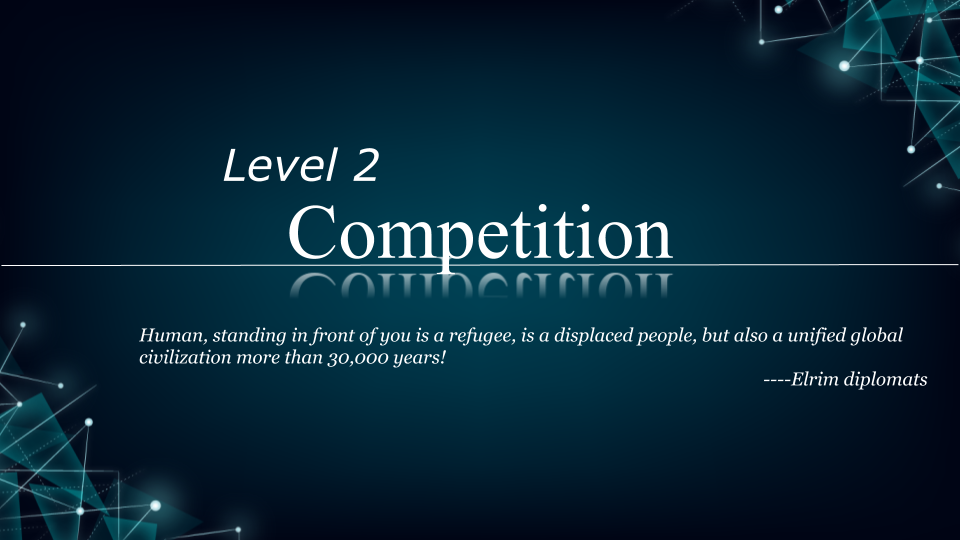 Level 2
Competition
Human, standing in front of you is a refugee, is a displaced people, but also a unified global
civilization more than 30,000 years!
----Elrim diplomats